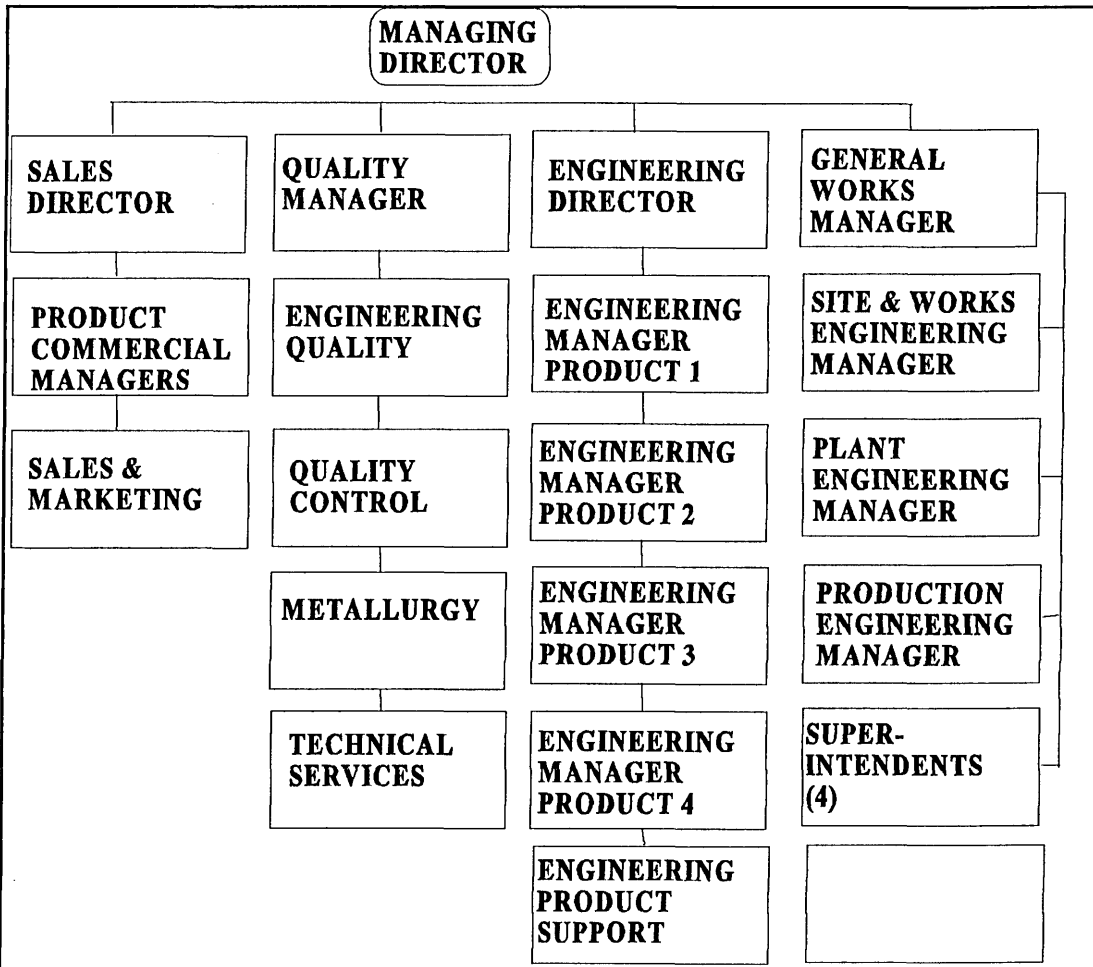 MANAGING
DIRECTOR
SALES
DIRECTOR
PRODUCT
COMMERCIAL
MANAGERS
SALES &
MARKETING
QUALITY
MANAGER
ENGINEERING
QUALITY
QUALITY
CONTROL
METALLURGY
TECHNICAL
SERVICES
ENGINEERING
DIRECTOR
ENGINEERING
MANAGER
PRODUCT 1
ENGINEERING
MANAGER
PRODUCT 2
ENGINEERING
MANAGER
PRODUCT 3
ENGINEERING
MANAGER
PRODUCT 4
ENGINEERING
PRODUCT
SUPPORT
GENERAL
WORKS
MANAGER
SITE & WORKS
ENGINEERING
MANAGER
PLANT
ENGINEERING
MANAGER
PRODUCTION
ENGINEERING
MANAGER
SUPER-
INTENDENTS
(4)